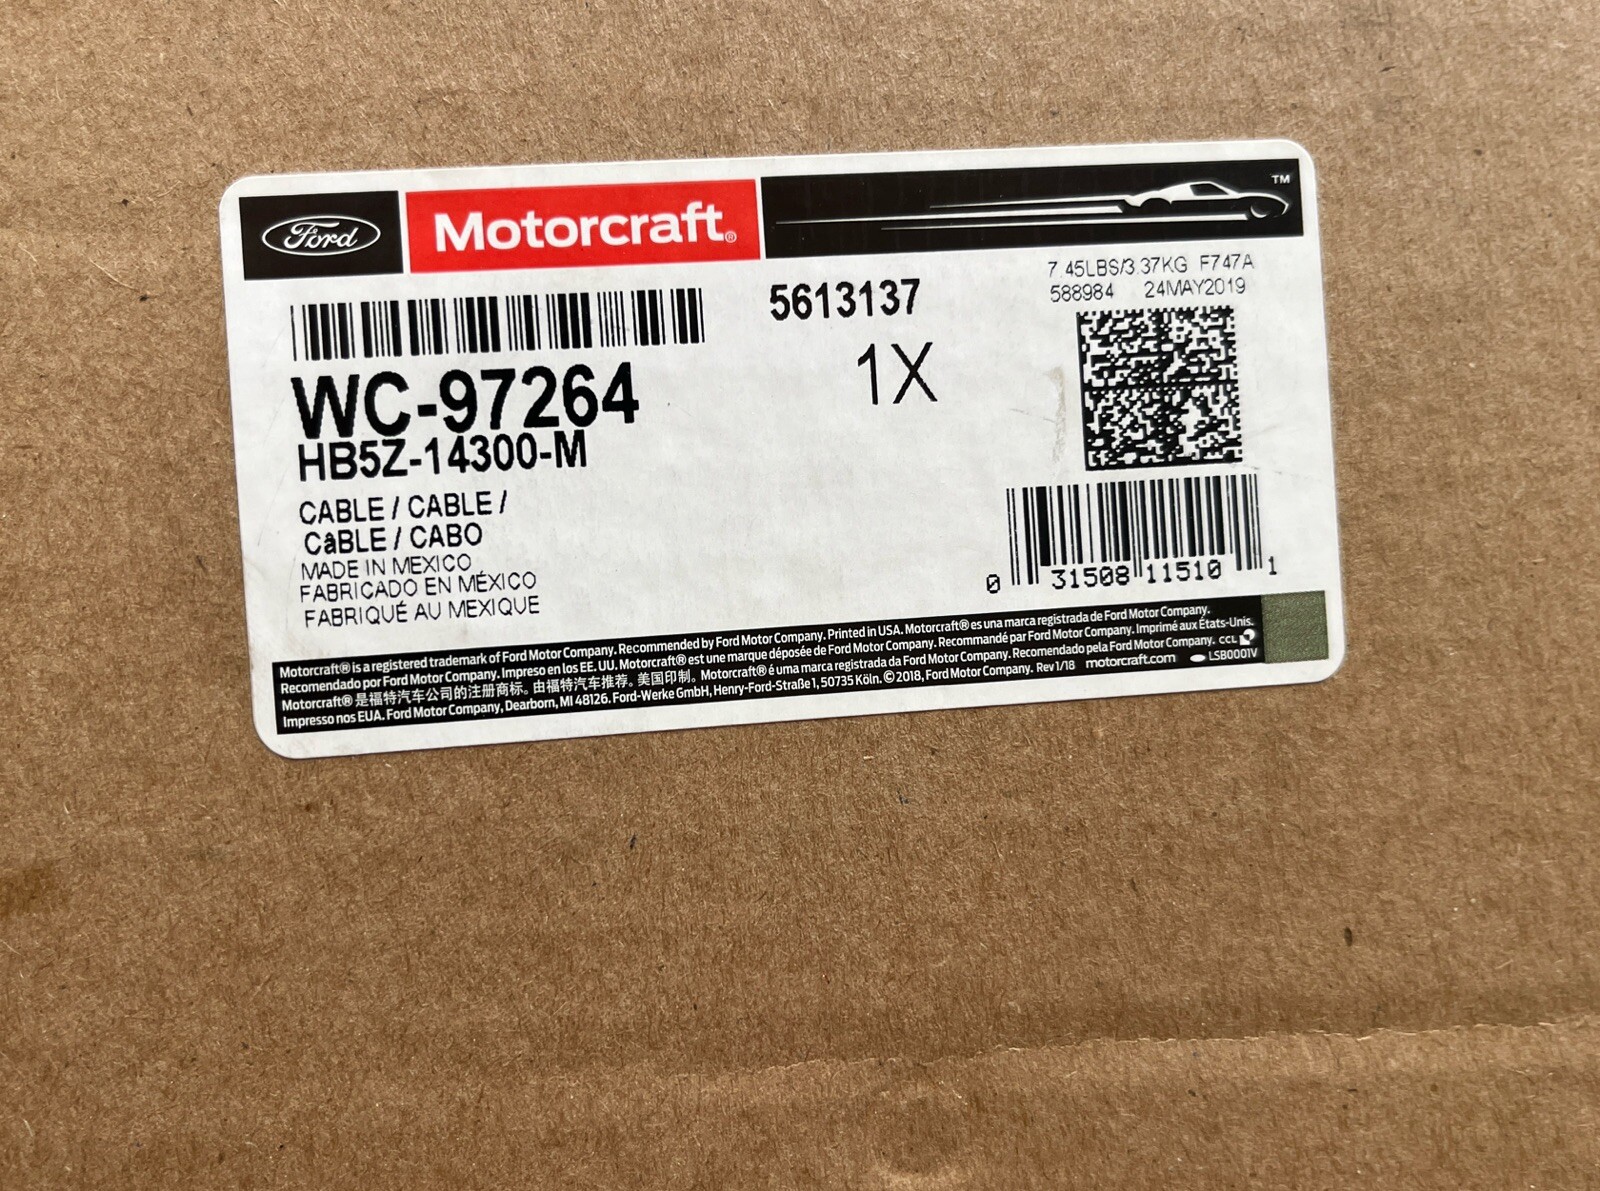 Ford
Motorcraft®
™
5613137
1X
7.45LBS/3.37KG F747A
588984 24MAY2019
WC-97264
HB5Z-14300-M
CABLE / CABLE /
CâBLE / CABO
MADE IN MEXICO
FABRICADO EN MÉXICO
FABRIQUÉ AU MEXIQUE
0 31508 11510 1
Motorcraft® is a registered trademark of Ford Motor Company. Recommended by Ford Motor Company. Printed in USA. Motorcraft® es una marca registrada de Ford Motor Company.
Recomendado por Ford Motor Company. Impreso en los EE. UU. Motorcraft® est une marque déposée de Ford Motor Company. Recommandé par Ford Motor Company. Imprimé aux États-Unis.
Motorcraft® 是福特汽车公司的注册商标。由福特汽车推荐。美国印制。Motorcraft® é uma marca registrada da Ford Motor Company. Recomendado pela Ford Motor Company. CCL
Impresso nos EUA. Ford Motor Company, Dearborn, MI 48126. Ford-Werke GmbH, Henry-Ford-Straße 1, 50735 Köln. © 2018, Ford Motor Company. Rev 1/18 motorcraft.com LSB0001V